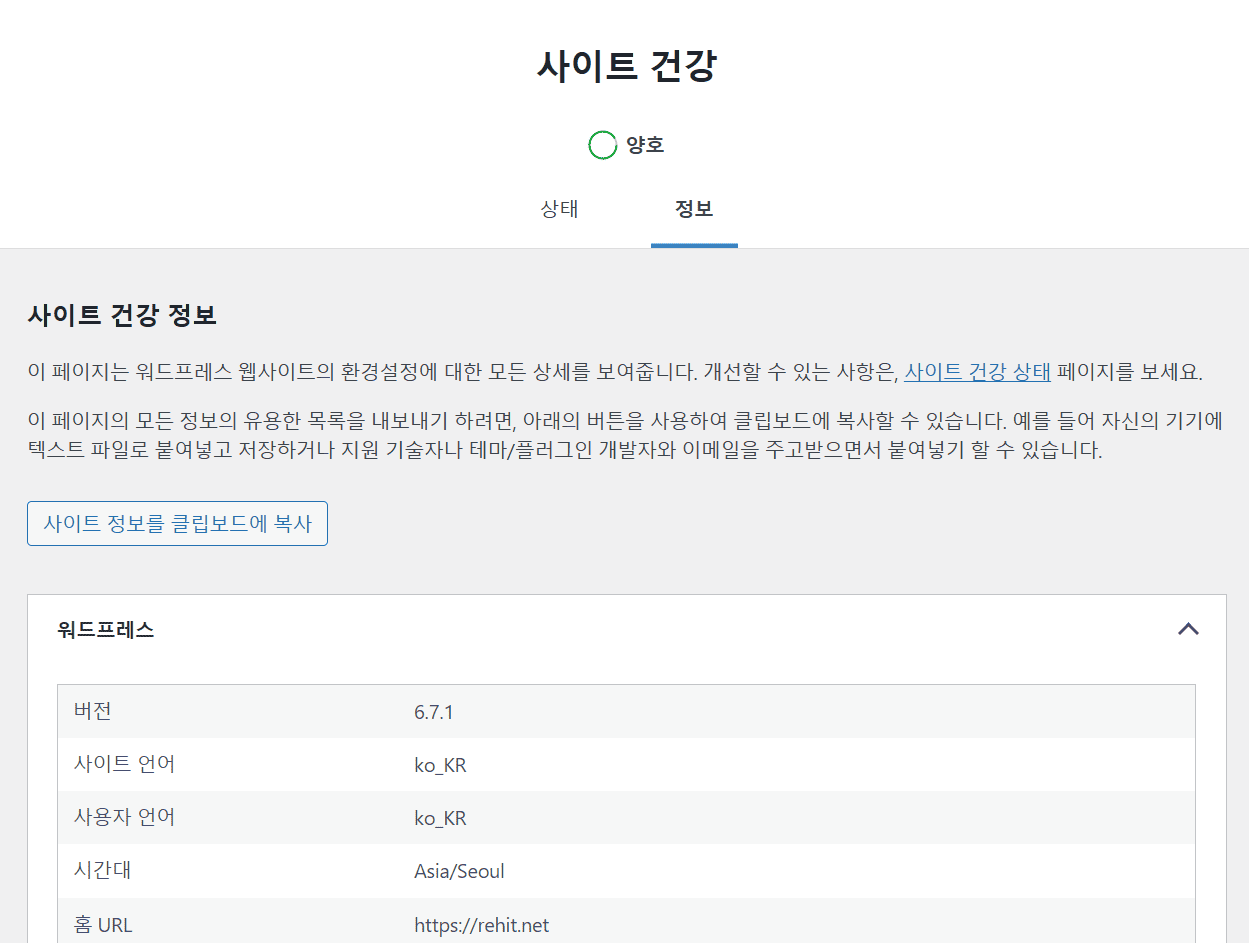 사이트 건강
양호
상태
정보
사이트 건강 정보
이 페이지는 워드프레스 웹사이트의 환경설정에 대한 모든 상세를 보여줍니다. 개선할 수 있는 사항은, 사이트 건강 상태 페이지를 보세요.
이 페이지의 모든 정보의 유용한 목록을 내보내기 하려면, 아래의 버튼을 사용하여 클립보드에 복사할 수 있습니다. 예를 들어 자신의 기기에
텍스트 파일로 붙여넣고 저장하거나 지원 기술자나 테마/플러그인 개발자와 이메일을 주고받으면서 붙여넣기 할 수 있습니다.
사이트 정보를 클립보드에 복사
워드프레스
버전 6.7.1
사이트 언어 ko_KR
사용자 언어 ko_KR
시간대 Asia/Seoul
홈 URL https://rehit.net